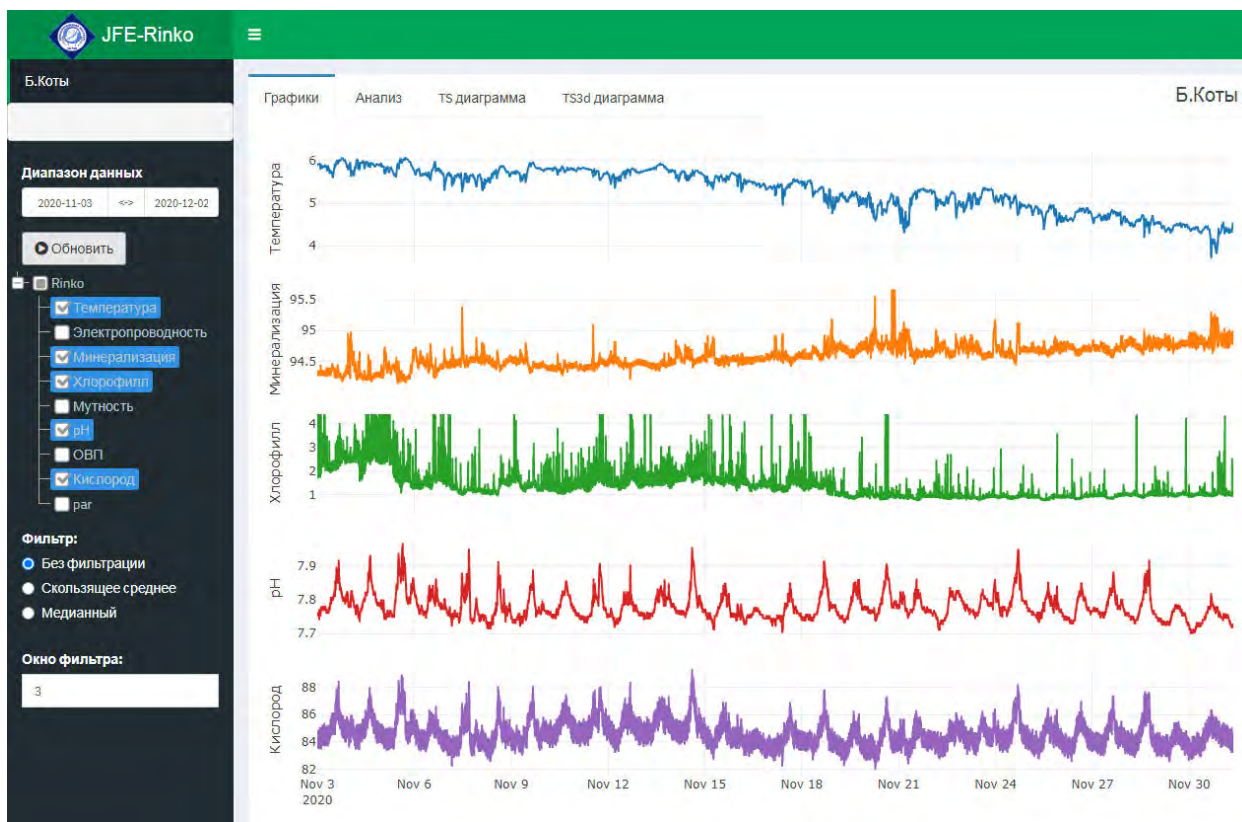 JFE-Rinko
Б.Коты
Диапазон данных
2020-11-03 <-> 2020-12-02
Обновить
Rinko
Температура
Электропроводность
Минерализация
Хлорофилл
Мутность
pH
ОВП
Кислород
par
Фильтр:
Без фильтрации
Скользящее среднее
Медианный
Окно фильтра:
3
Графики Анализ TS диаграмма TS3d диаграмма Б.Коты
Температура
6
5
4
Минерализация
95.5
95
94.5
Хлорофилл
4
3
2
1
pH
7.9
7.8
7.7
Кислород
88
86
84
82
Nov 3 Nov 6 Nov 9 Nov 12 Nov 15 Nov 18 Nov 21 Nov 24 Nov 27 Nov 30
2020